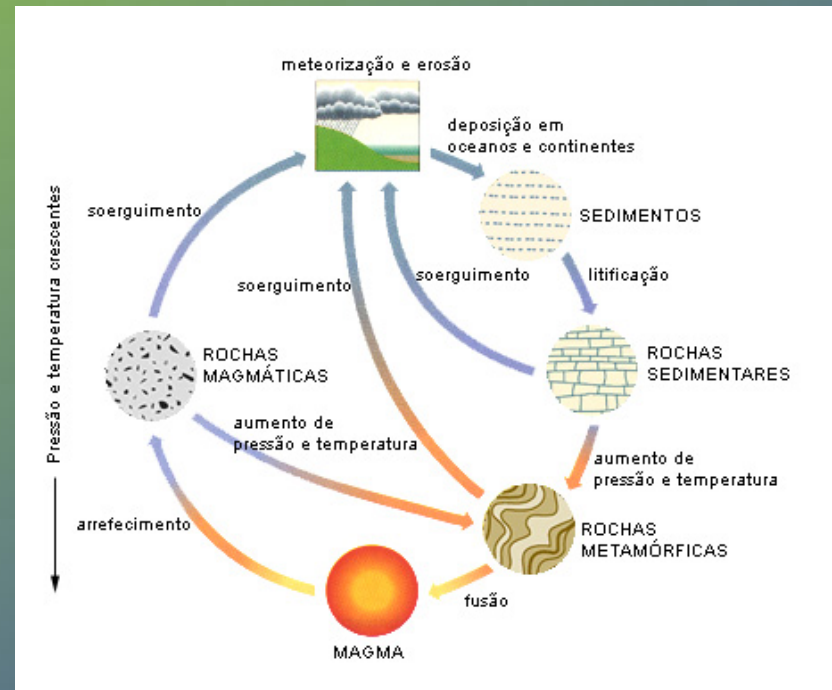 meteorização e erosão
deposição em
oceanos e continentes
SEDIMENTOS
soerguimento
soerguimento
soerguimento
litificação
Pressão e temperatura crescentes
ROCHAS
MAGMÁTICAS
ROCHAS
SEDIMENTARES
aumento de
pressão e temperatura
aumento de
pressão e temperatura
arrefecimento
ROCHAS
METAMÓRFICAS
fusão
MAGMA